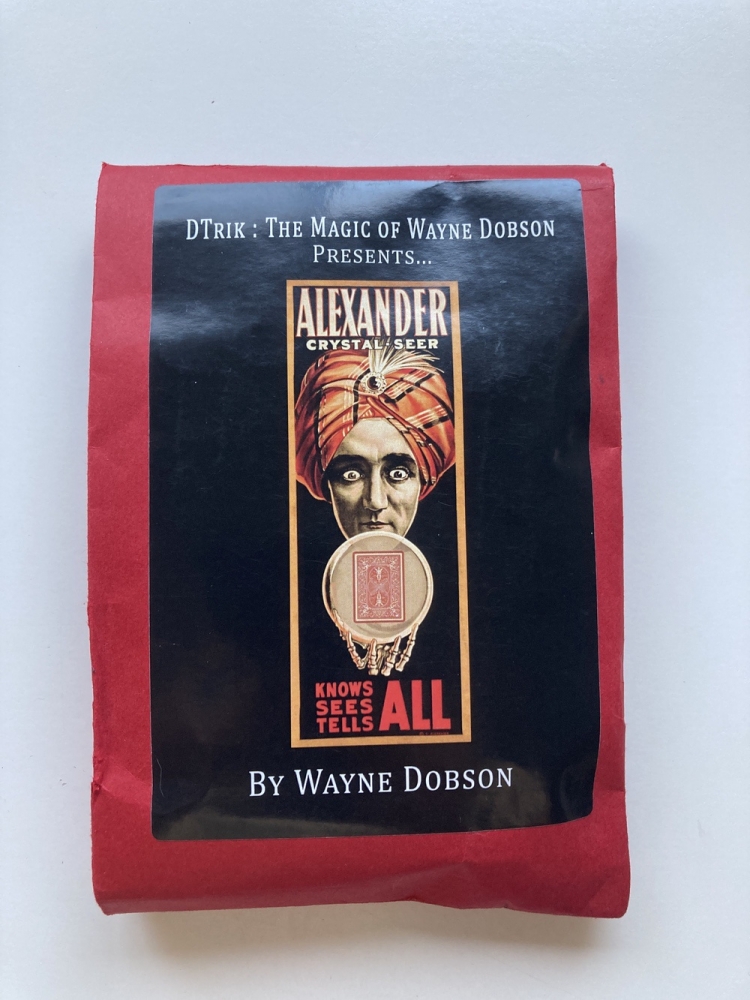 DTrik : The Magic of Wayne Dobson
Presents...
ALEXANDER
CRYSTAL-SEER
KNOWS
SEES
TELLS
ALL
By Wayne Dobson